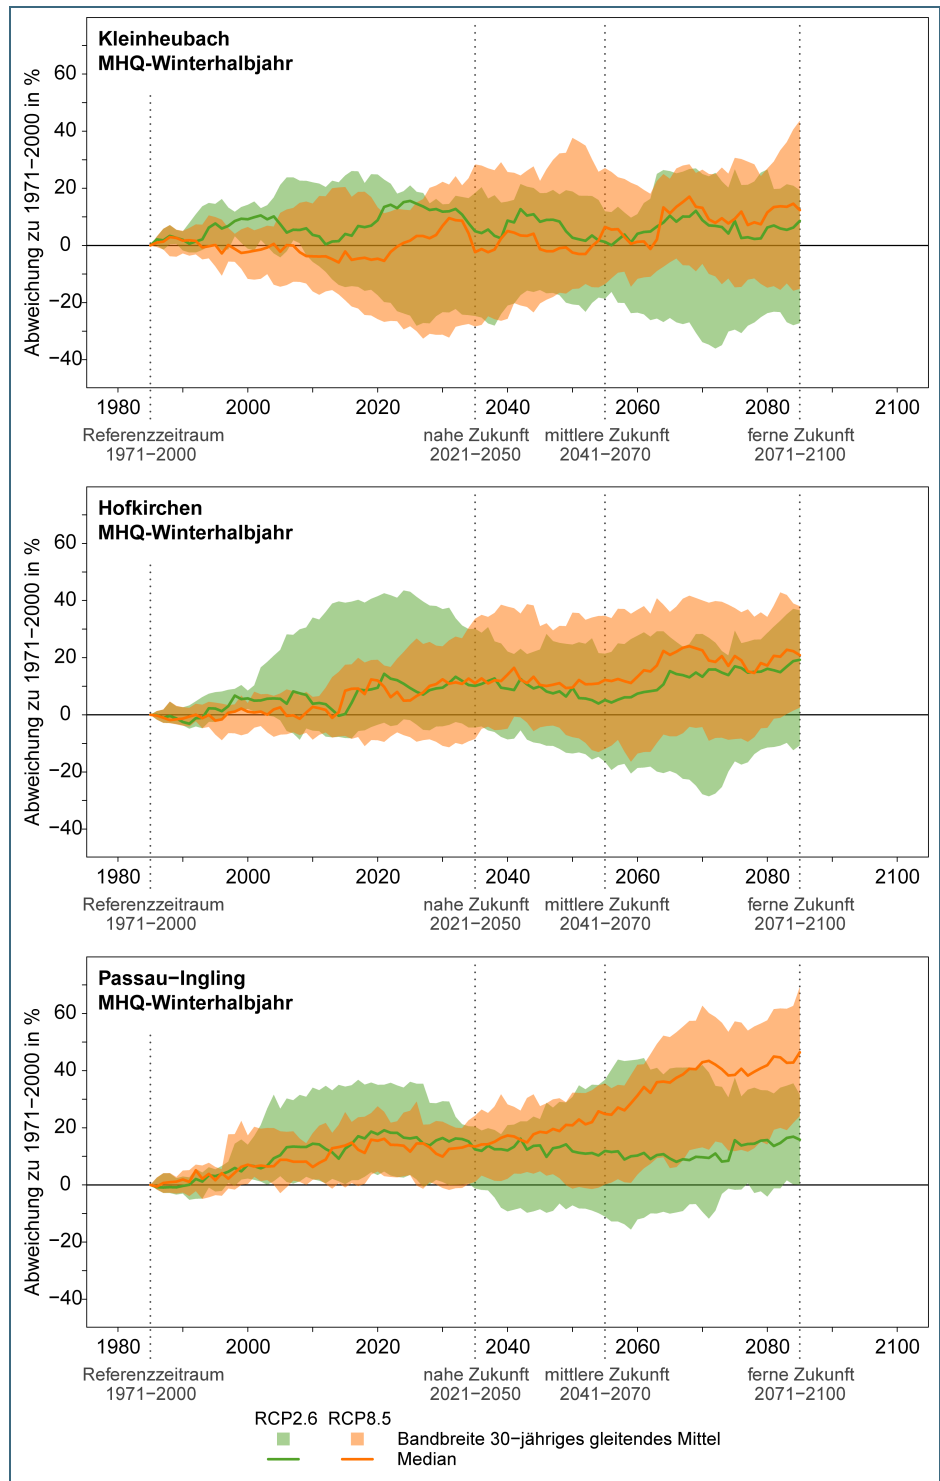 Kleinheubach
MHQ-Winterhalbjahr
Abweichung zu 1971−2000 in %
60
40
20
0
−20
−40
1980 2000 2020 2040 2060 2080 2100
Referenzzeitraum nahe Zukunft mittlere Zukunft ferne Zukunft
1971−2000 2021−2050 2041−2070 2071−2100
Hofkirchen
MHQ-Winterhalbjahr
Abweichung zu 1971−2000 in %
60
40
20
0
−20
−40
1980 2000 2020 2040 2060 2080 2100
Referenzzeitraum nahe Zukunft mittlere Zukunft ferne Zukunft
1971−2000 2021−2050 2041−2070 2071−2100
Passau−Ingling
MHQ-Winterhalbjahr
Abweichung zu 1971−2000 in %
60
40
20
0
−20
−40
1980 2000 2020 2040 2060 2080 2100
Referenzzeitraum nahe Zukunft mittlere Zukunft ferne Zukunft
1971−2000 2021−2050 2041−2070 2071−2100
RCP2.6 RCP8.5
Bandbreite 30−jähriges gleitendes Mittel
Median